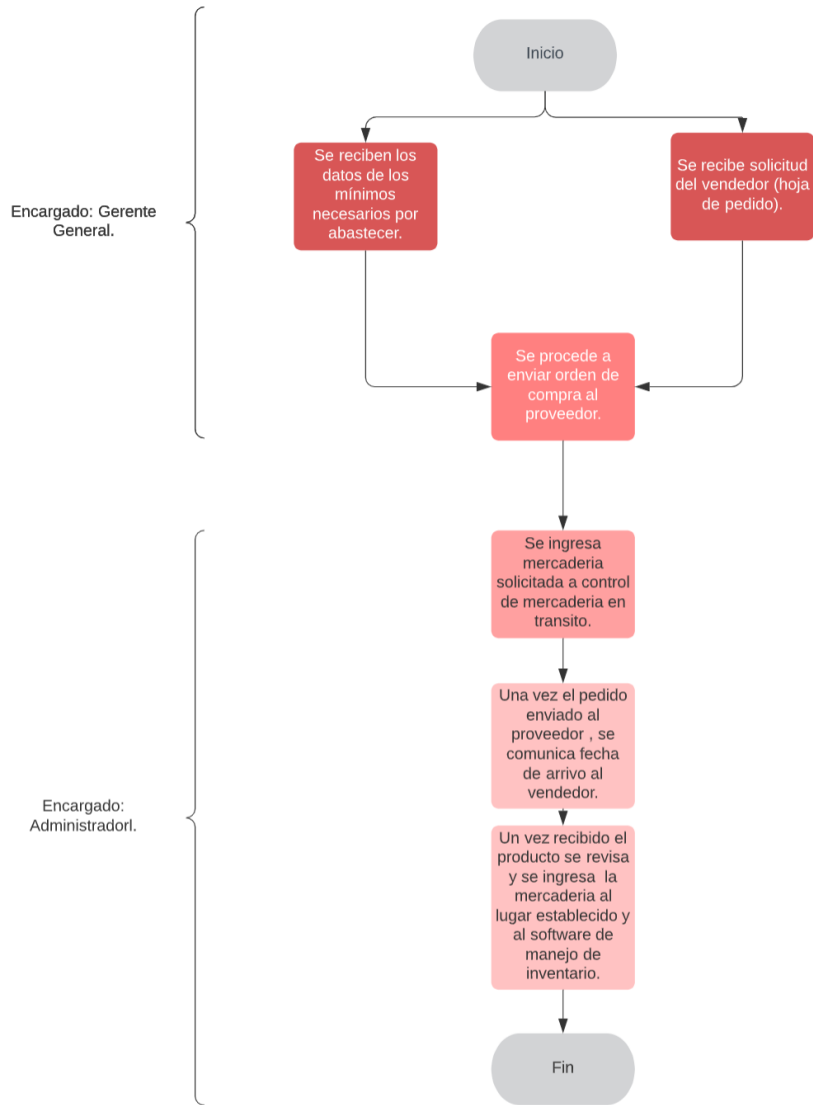 Inicio
Se reciben los
datos de los
mínimos
necesarios por
abastecer.
Se recibe solicitud
del vendedor (hoja
de pedido).
Encargado: Gerente
General.
Se procede a
enviar orden de
compra al
proveedor.
Se ingresa
mercaderia
solicitada a control
de mercaderia en
transito.
Una vez el pedido
enviado al
proveedor , se
comunica fecha
de arrivo al
vendedor.
Encargado:
Administradorl.
Un vez recibido el
producto se revisa
y se ingresa  la
mercaderia al
lugar establecido y
al software de
manejo de
inventario.
Fin